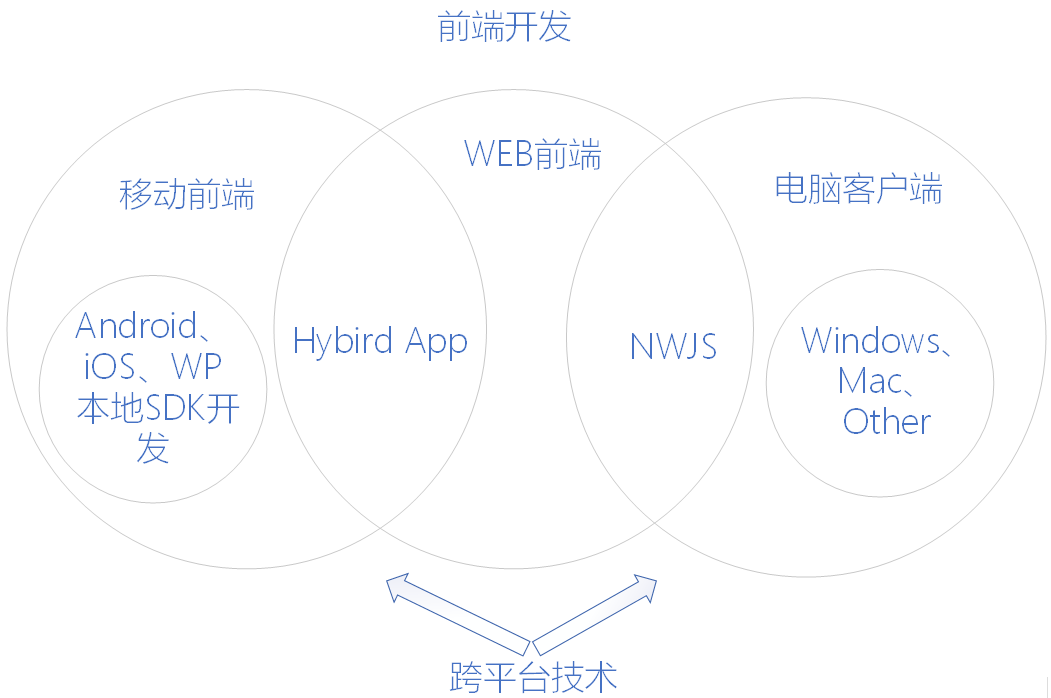 前端开发
WEB前端
移动前端
电脑客户端
Android、
iOS、WP
本地SDK开
发
Hybird App
NWJS
Windows、
Mac、
Other
跨平台技术